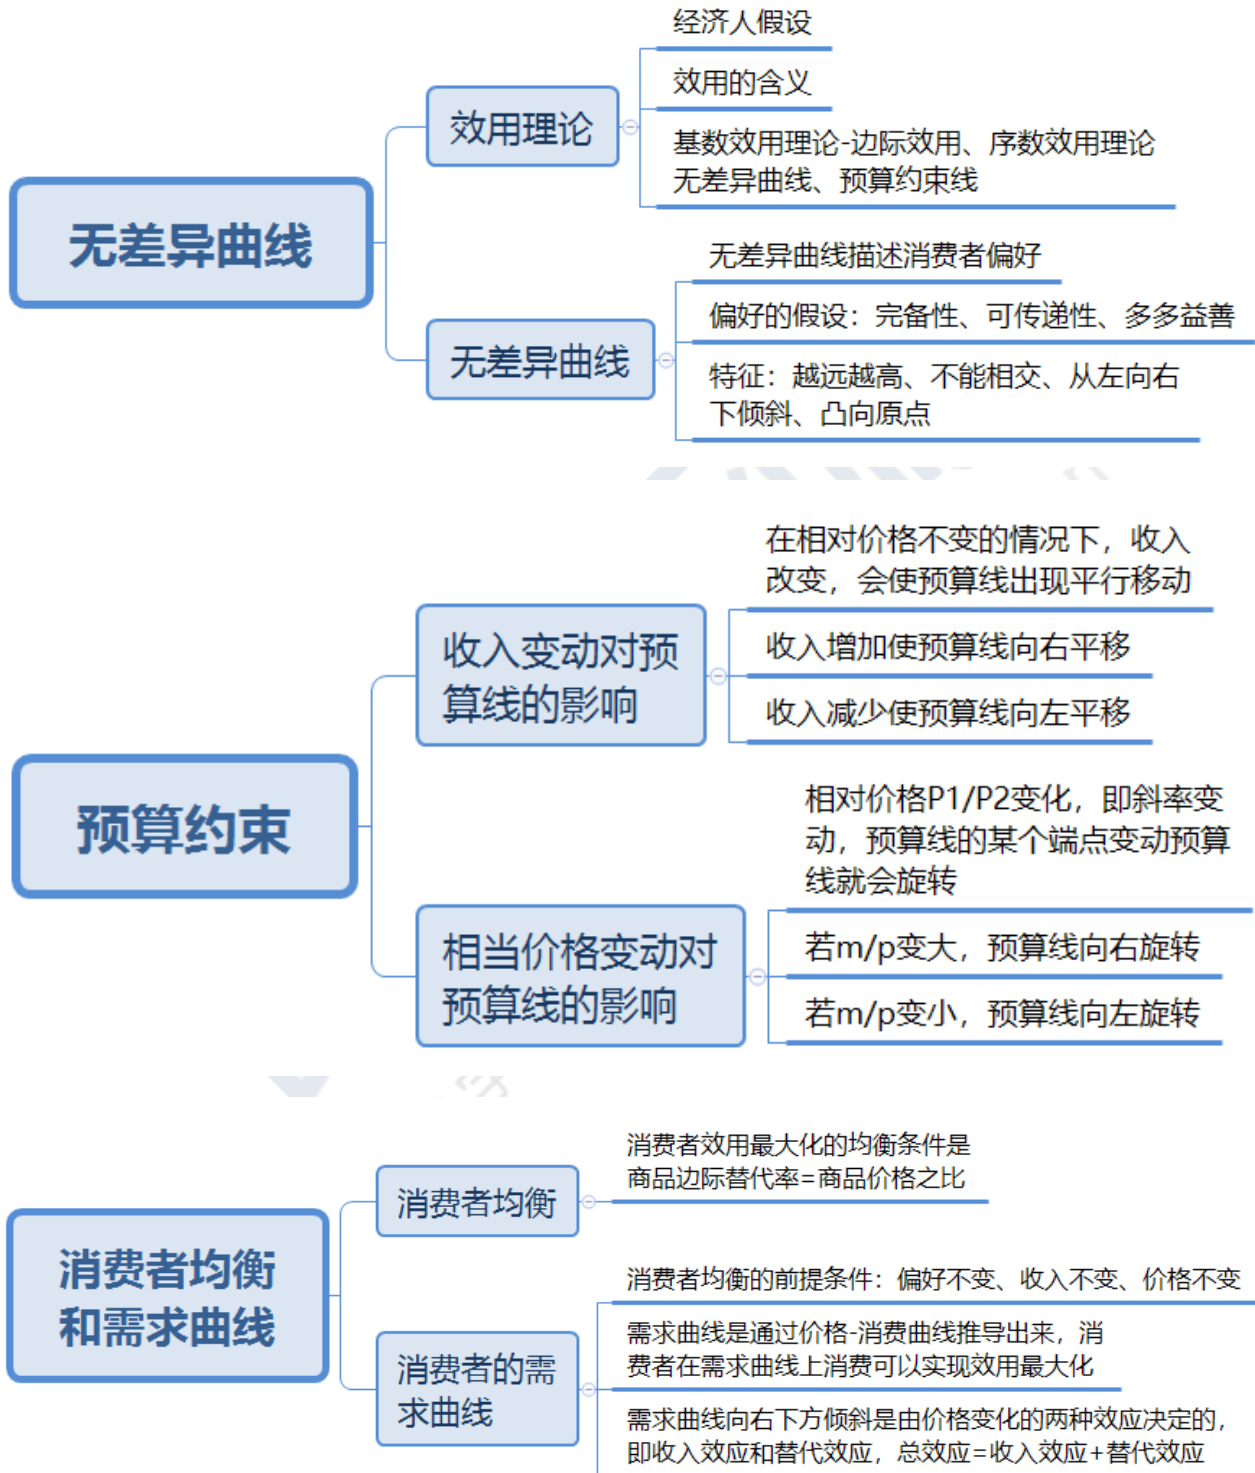 经济人假设
效用的含义
效用理论
基数效用理论-边际效用、序数效用理论
无差异曲线、预算约束线
无差异曲线
无差异曲线描述消费者偏好
偏好的假设：完备性、可传递性、多多益善
无差异曲线
特征：越远越高、不能相交、从左向右
下倾斜、凸向原点
在相对价格不变的情况下，收入
改变，会使预算线出现平行移动
收入变动对预
算线的影响
收入增加使预算线向右平移
收入减少使预算线向左平移
预算约束
相对价格P1/P2变化，即斜率变
动，预算线的某个端点变动预算
线就会旋转
相当价格变动对
预算线的影响
若m/p变大，预算线向右旋转
若m/p变小，预算线向左旋转
消费者效用最大化的均衡条件是
商品边际替代率=商品价格之比
消费者均衡
消费者均衡
和需求曲线
消费者均衡的前提条件：偏好不变、收入不变、价格不变
需求曲线是通过价格-消费曲线推导出来，消
费者在需求曲线上消费可以实现效用最大化
消费者的需
求曲线
需求曲线向右下方倾斜是由价格变化的两种效应决定的，
即收入效应和替代效应，总效应=收入效应+替代效应